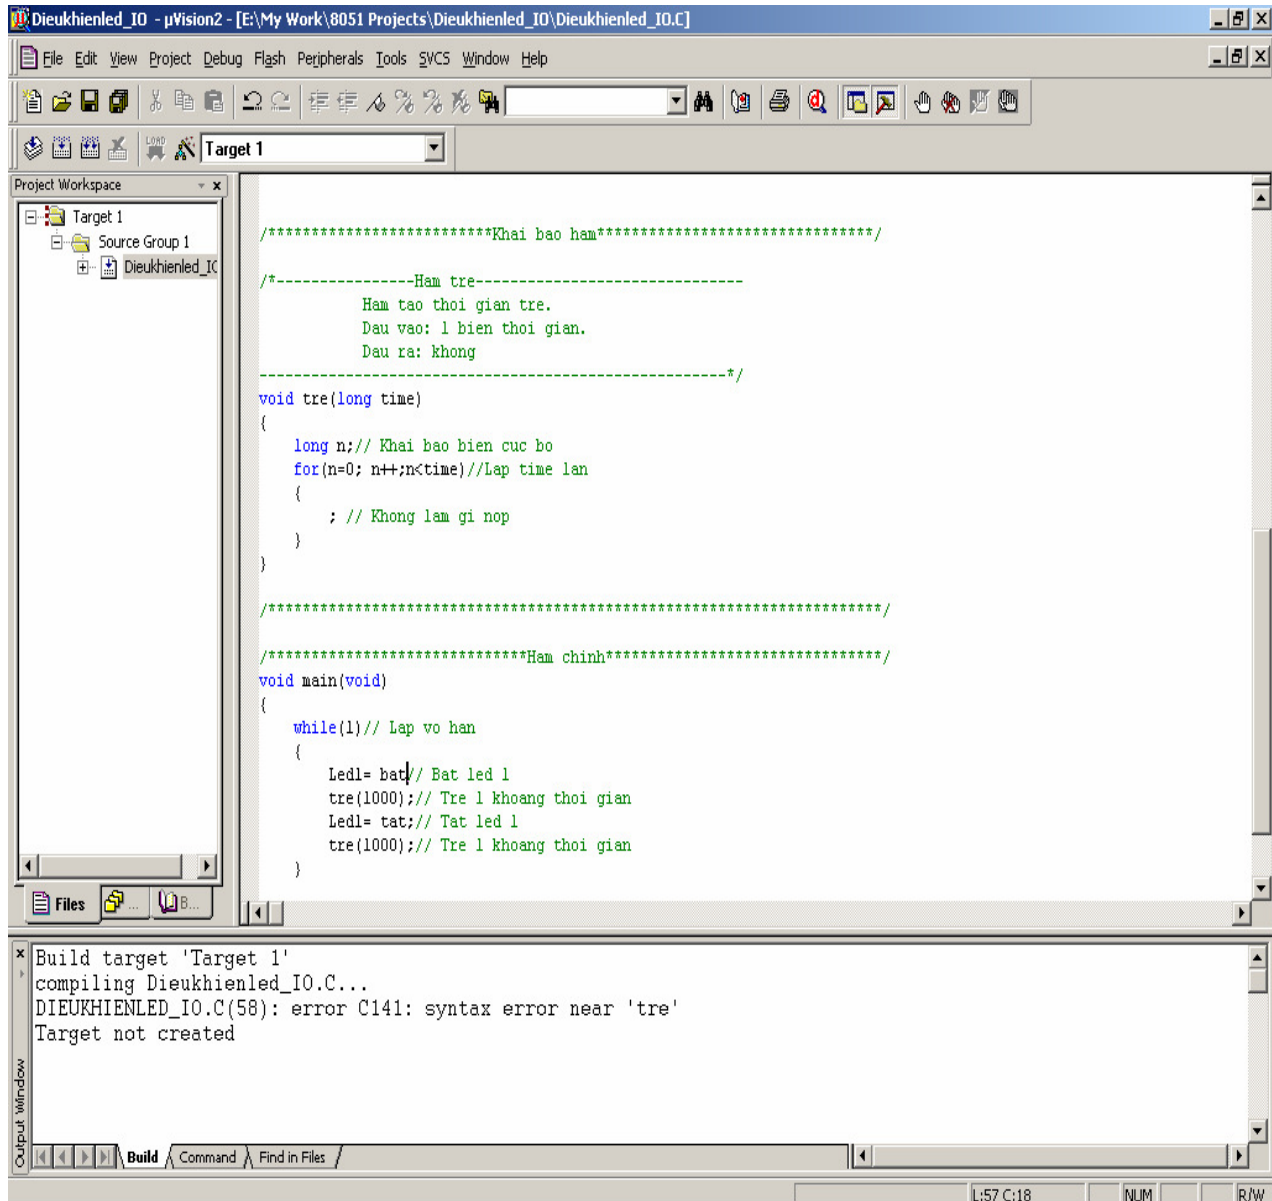 Dieukhienled_IO - µVision2 - [E:\My Work\8051 Projects\Dieukhienled_IO\Dieukhienled_IO.C]
File Edit View Project Debug Flash Peripherals Tools SVCS Window Help
LOAD Target 1
Project Workspace
Target 1
Source Group 1
Dieukhienled_IO
/**************************Khai bao ham********************************/
/*----------------Ham tre-------------------------------
Ham tao thoi gian tre.
Dau vao: 1 bien thoi gian.
Dau ra: khong
------------------------------------------------------*/
void tre(long time)
{
long n;// Khai bao bien cuc bo
for(n=0; n++;n<time)//Lap time lan
{
; // Khong lam gi nop
}
}
/***********************************************************************/
/******************************Ham chinh********************************/
void main(void)
{
while(1)// Lap vo han
{
Led1= bat// Bat led 1
tre(1000);// Tre 1 khoang thoi gian
Led1= tat;// Tat led 1
tre(1000);// Tre 1 khoang thoi gian
}
Files ... B...
Build target 'Target 1'
compiling Dieukhienled_IO.C...
DIEUKHIENLED_IO.C(58): error C141: syntax error near 'tre'
Target not created
Output Window
Build Command Find in Files
L:57 C:18 NUM R/W